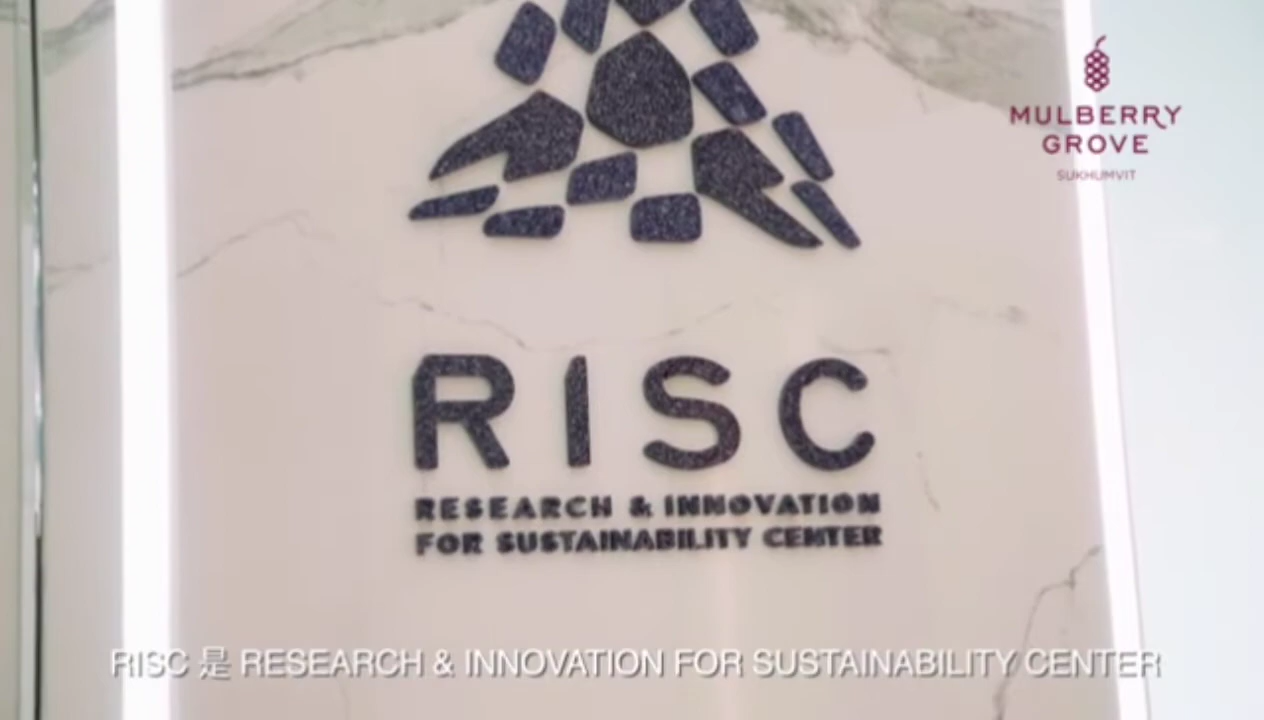 MULBERRY
GROVE
SUKHUMVIT
RISC
RESEARCH & INNOVATION
FOR SUSTAINABILITY CENTER
RISC 是 RESEARCH & INNOVATION FOR SUSTAINABILITY CENTER